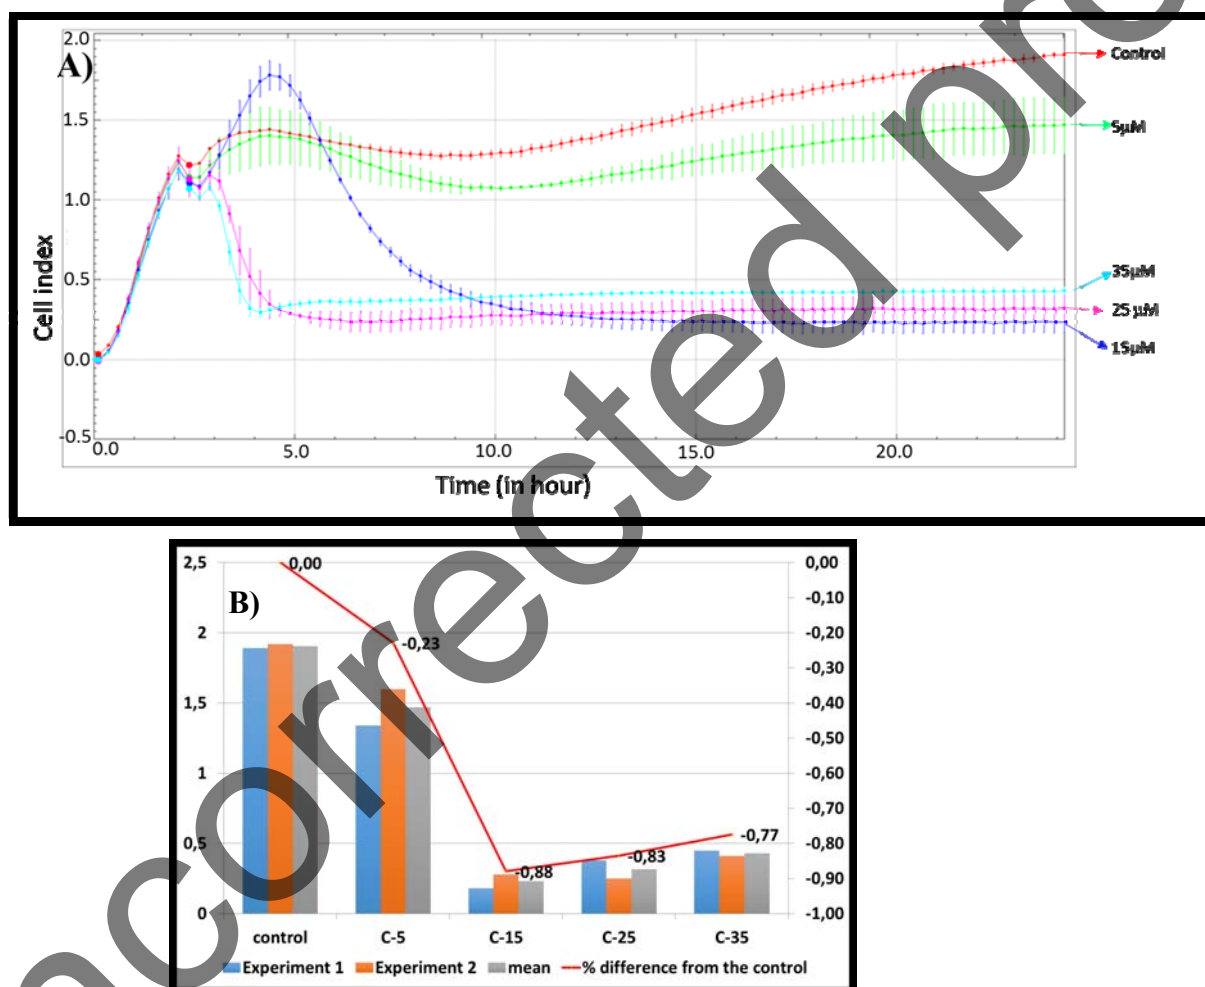 A)
2.0
1.5
1.0
0.5
0.0
-0.5
Cell index
0.0 5.0 10.0 15.0 20.0
Time (in hour)
Control
5µM
35µM
25 µM
15µM
B)
2,5
2
1,5
1
0,5
0
0,00
-0,10
-0,20
-0,30
-0,40
-0,50
-0,60
-0,70
-0,80
-0,90
-1,00
0,00
-0,23
-0,88
-0,83
-0,77
control C-5 C-15 C-25 C-35
Experiment 1 Experiment 2 mean % difference from the control
corrected